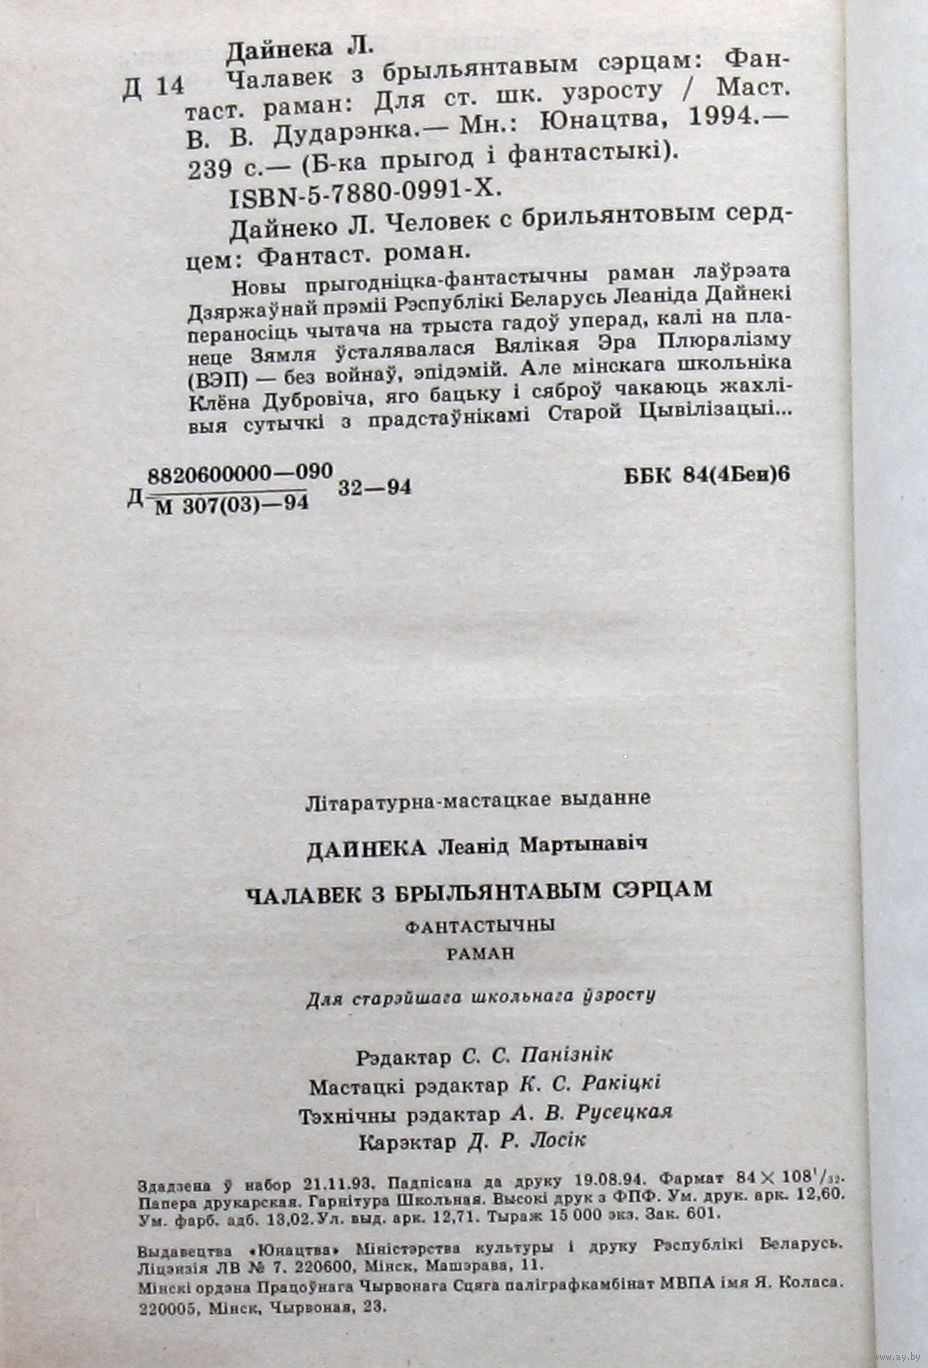 Дайнека Л.
Д 14 Чалавек з брыльянтавым сэрцам: Фан-
таст. раман: Для ст. шк. узросту / Маст.
В. В. Дударэнка.— Мн.: Юнацтва, 1994.—
239 с.— (Б-ка прыгод і фантастыкі).
ISBN-5-7880-0991-X.
Дайнеко Л. Человек с брильянтовым серд-
цем: Фантаст. роман.
Новы прыгодніцка-фантастычны раман лаўрэата
Дзяржаўнай прэміі Рэспублікі Беларусь Леаніда Дайнекі
пераносіць чытача на трыста гадоў уперад, калі на пла-
неце Зямля ўсталявалася Вялікая Эра Плюралізму
(ВЭП) — без войнаў, эпідэмій. Але мінскага школьніка
Клёна Дубровіча, яго бацьку і сяброў чакаюць жахлі-
выя сутычкі з прадстаўнікамі Старой Цывілізацыі...
8820600000—090
Д 32—94 ББК 84(4Беи)6
М 307(03)—94
Літаратурна-мастацкае выданне
ДАЙНЕКА Леанід Мартынавіч
ЧАЛАВЕК З БРЫЛЬЯНТАВЫМ СЭРЦАМ
ФАНТАСТЫЧНЫ
РАМАН
Для старэйшага школьнага ўзросту
Рэдактар С. С. Панізнік
Мастацкі рэдактар К. С. Ракіцкі
Тэхнічны рэдактар А. В. Русецкая
Карэктар Д. Р. Лосік
Здадзена ў набор 21.11.93. Падпісана да друку 19.08.94. Фармат 84×108¹/₃₂.
Папера друкарская. Гарнітура Школьная. Высокі друк з ФПФ. Ум. друк. арк. 12,60.
Ум. фарб. адб. 13,02. Ул. выд. арк. 12,71. Тыраж 15 000 экз. Зак. 601.
Выдавецтва «Юнацтва» Міністэрства культуры і друку Рэспублікі Беларусь.
Ліцэнзія ЛВ № 7. 220600, Мінск, Машэрава, 11.
Мінскі ордэна Працоўнага Чырвонага Сцяга паліграфкамбінат МВПА імя Я. Коласа.
220005, Мінск, Чырвоная, 23.
www.ay.by